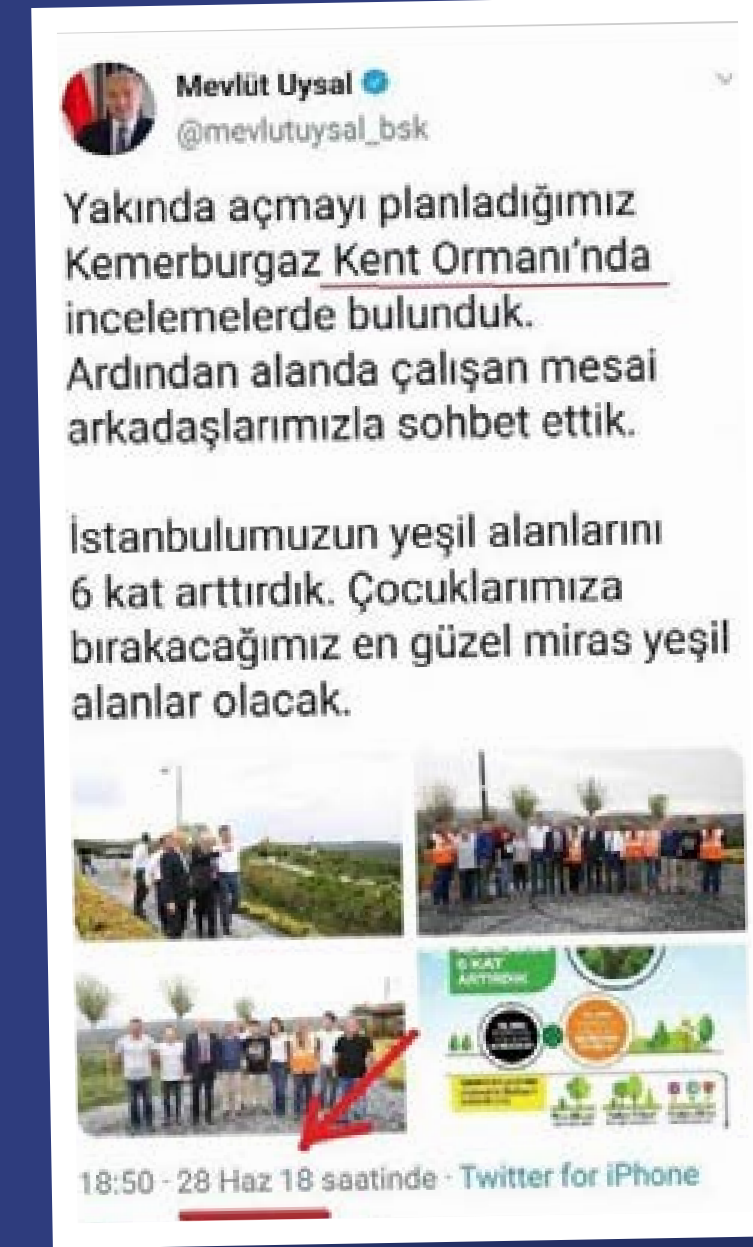 Mevlüt Uysal
@mevlutuysal_bsk
Yakında açmayı planladığımız
Kemerburgaz Kent Ormanı'nda
incelemelerde bulunduk.
Ardından alanda çalışan mesai
arkadaşlarımızla sohbet ettik.
İstanbulumuzun yeşil alanlarını
6 kat arttırdık. Çocuklarımıza
bırakacağımız en güzel miras yeşil
alanlar olacak.
6 KAT
ARTIRDIK
18:50 - 28 Haz 18 saatinde · Twitter for iPhone